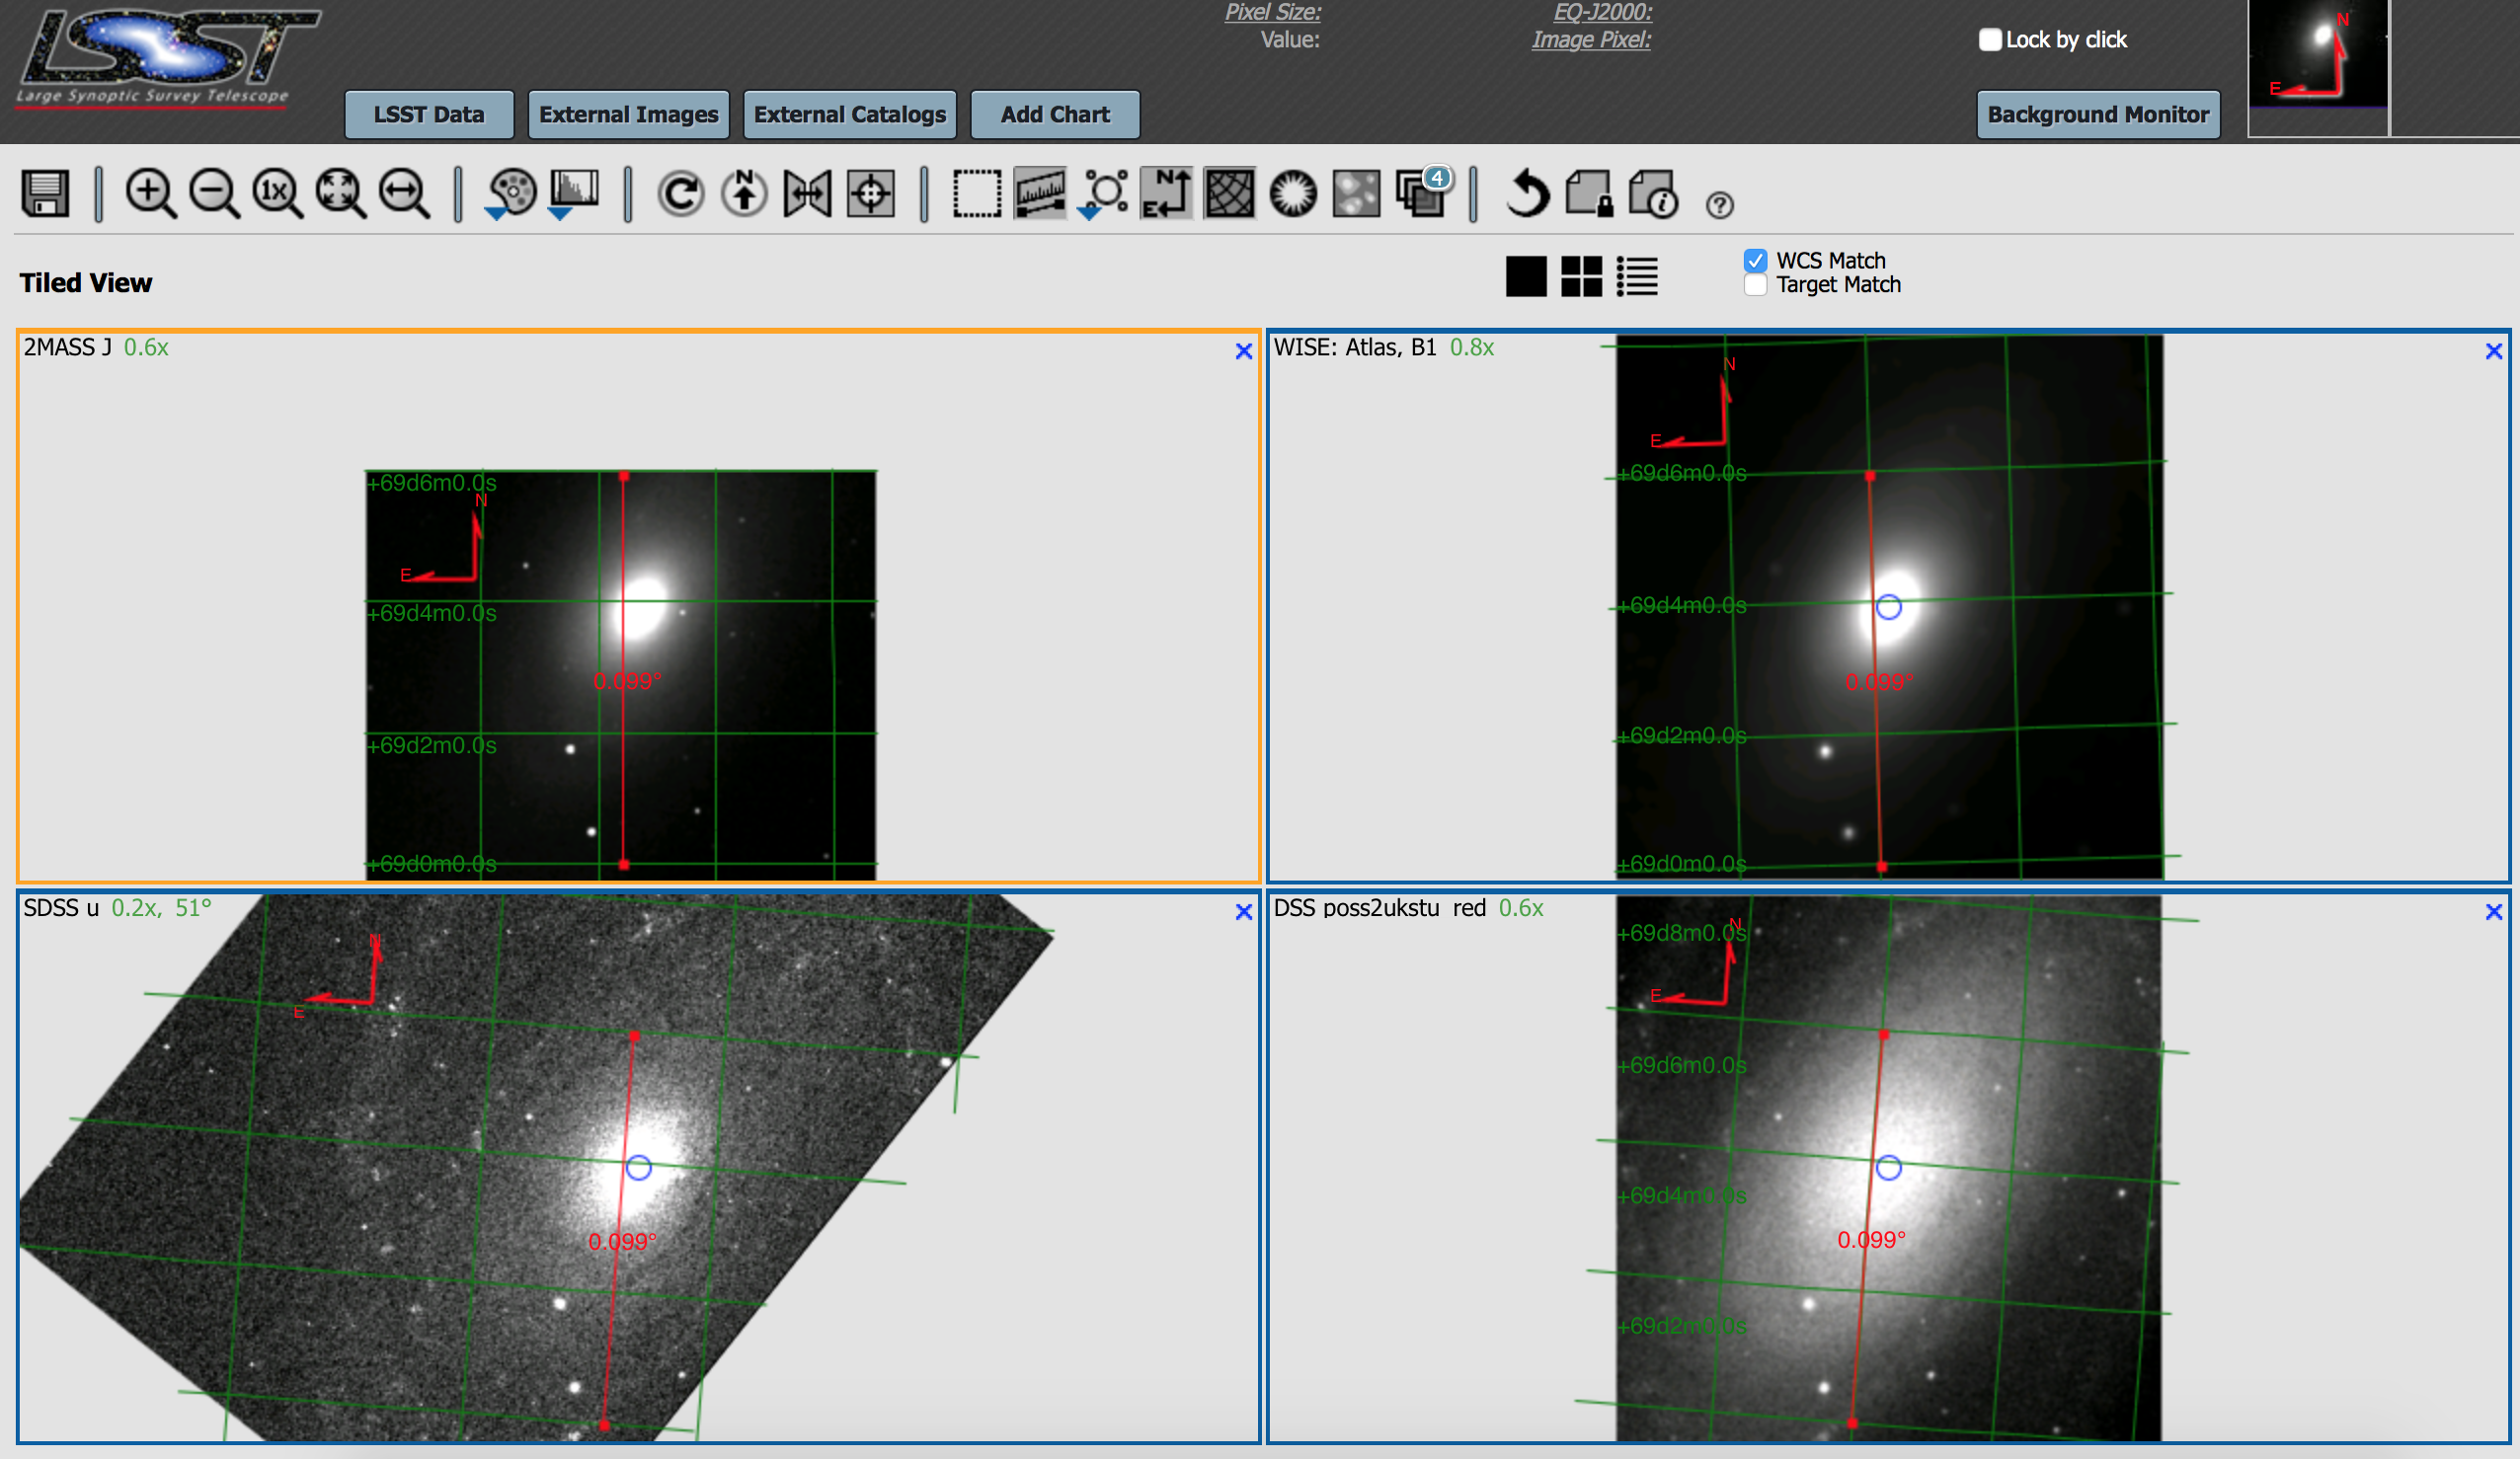 LSST
Large Synoptic Survey Telescope
Pixel Size:
EQ-J2000:
Value:
Image Pixel:
Lock by click
N
E
LSST Data
External Images
External Catalogs
Add Chart
Background Monitor
1x
N
N
E
4
i
?
Tiled View
WCS Match
Target Match
2MASS J 0.6x
+69d6m0.0s
N
E
+69d4m0.0s
0.099°
+69d2m0.0s
+69d0m0.0s
WISE: Atlas, B1 0.8x
N
E
+69d6m0.0s
+69d4m0.0s
0.099°
+69d2m0.0s
+69d0m0.0s
SDSS u 0.2x, 51°
N
E
0.099°
DSS poss2ukstu_red 0.6x
+69d8m0.0s
N
E
+69d6m0.0s
+69d4m0.0s
0.099°
+69d2m0.0s